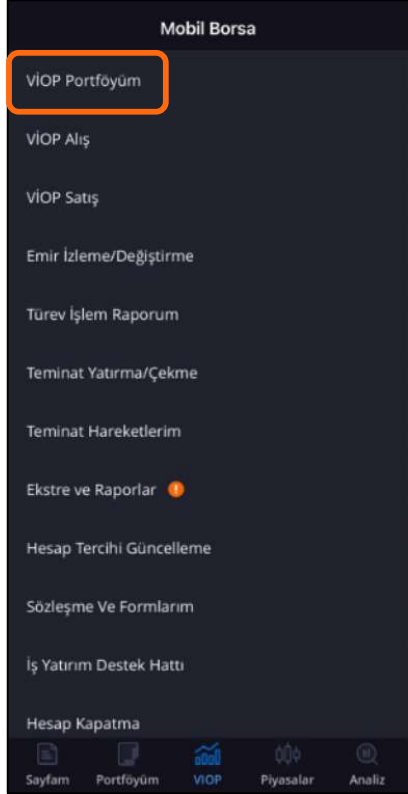 Mobil Borsa
VİOP Portföyüm
VİOP Alış
VİOP Satış
Emir İzleme/Değiştirme
Türev İşlem Raporum
Teminat Yatırma/Çekme
Teminat Hareketlerim
Ekstre ve Raporlar !
Hesap Tercihi Güncelleme
Sözleşme Ve Formlarım
İş Yatırım Destek Hattı
Hesap Kapatma
Sayfam Portföyüm VIOP Piyasalar Analiz